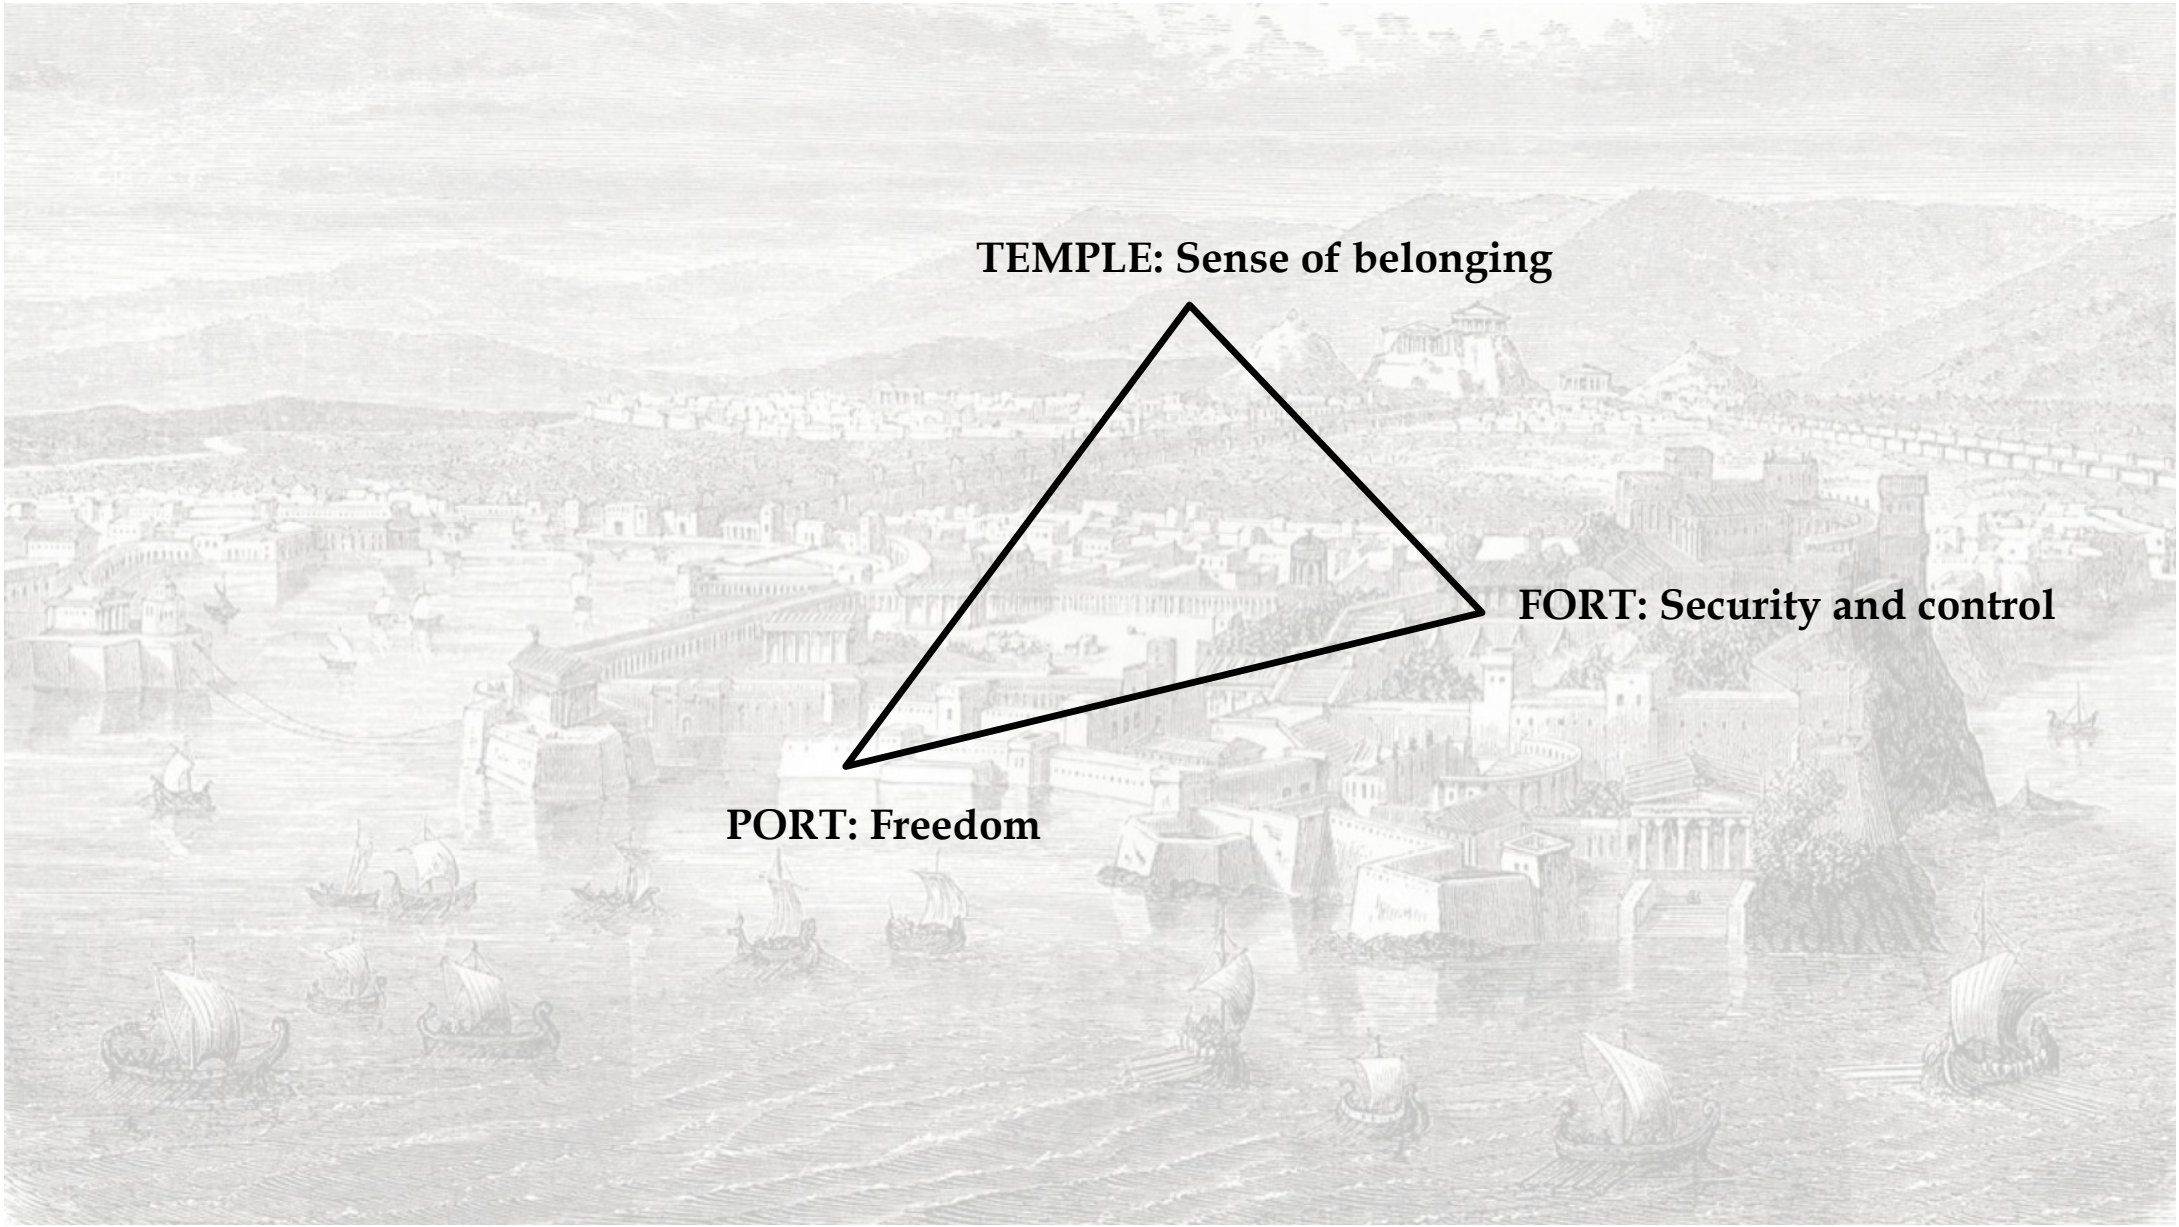 TEMPLE: Sense of belonging
FORT: Security and control
PORT: Freedom